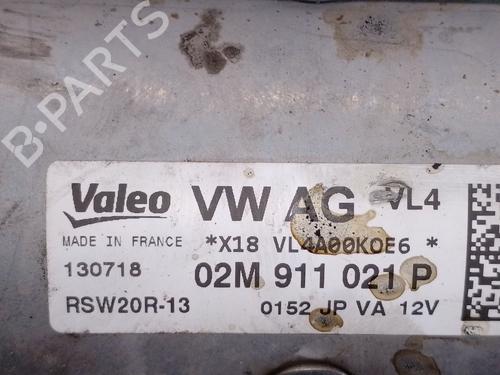 B-PARTS
Valeo VW AG VL4
MADE IN FRANCE *X18 VL4A00KOE6 *
130718 02M 911 021 P
RSW20R-13 0152 JP VA 12V